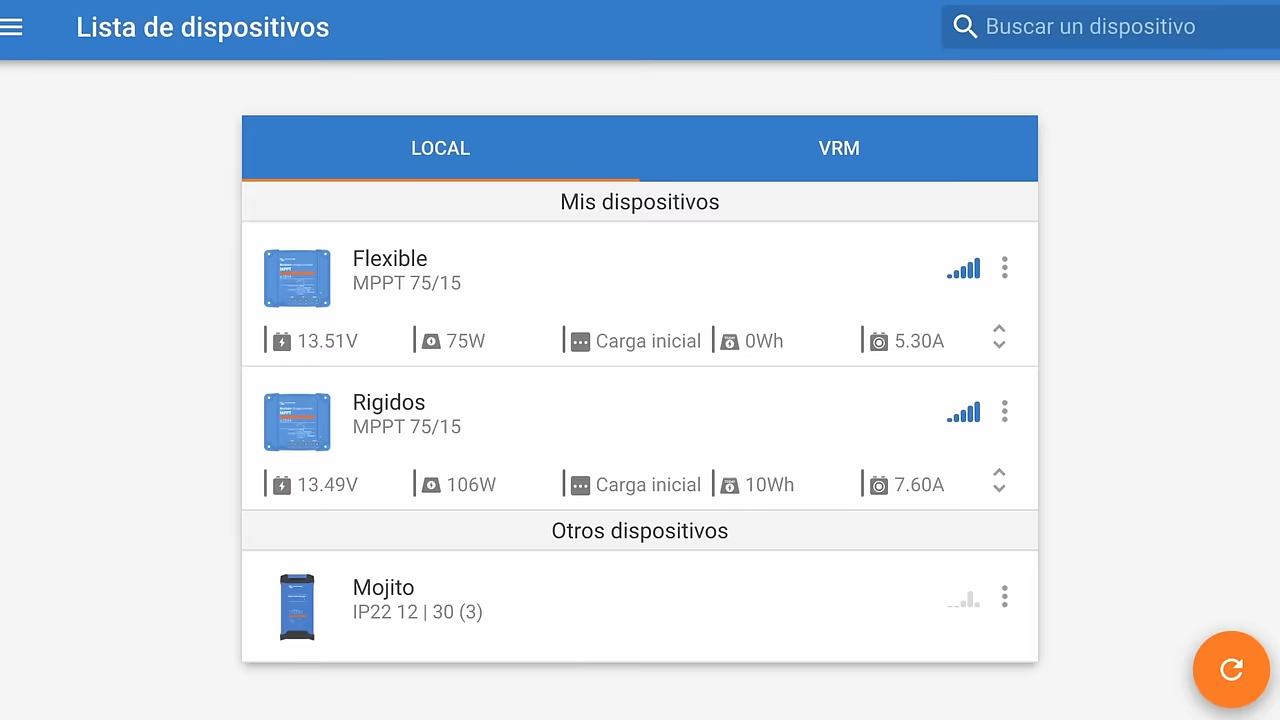 Lista de dispositivos
Buscar un dispositivo
LOCAL
VRM
Mis dispositivos
Flexible
MPPT 75/15
13.51V
75W
Carga inicial
0Wh
5.30A
Rigidos
MPPT 75/15
13.49V
106W
Carga inicial
10Wh
7.60A
Otros dispositivos
Mojito
IP22 12 | 30 (3)